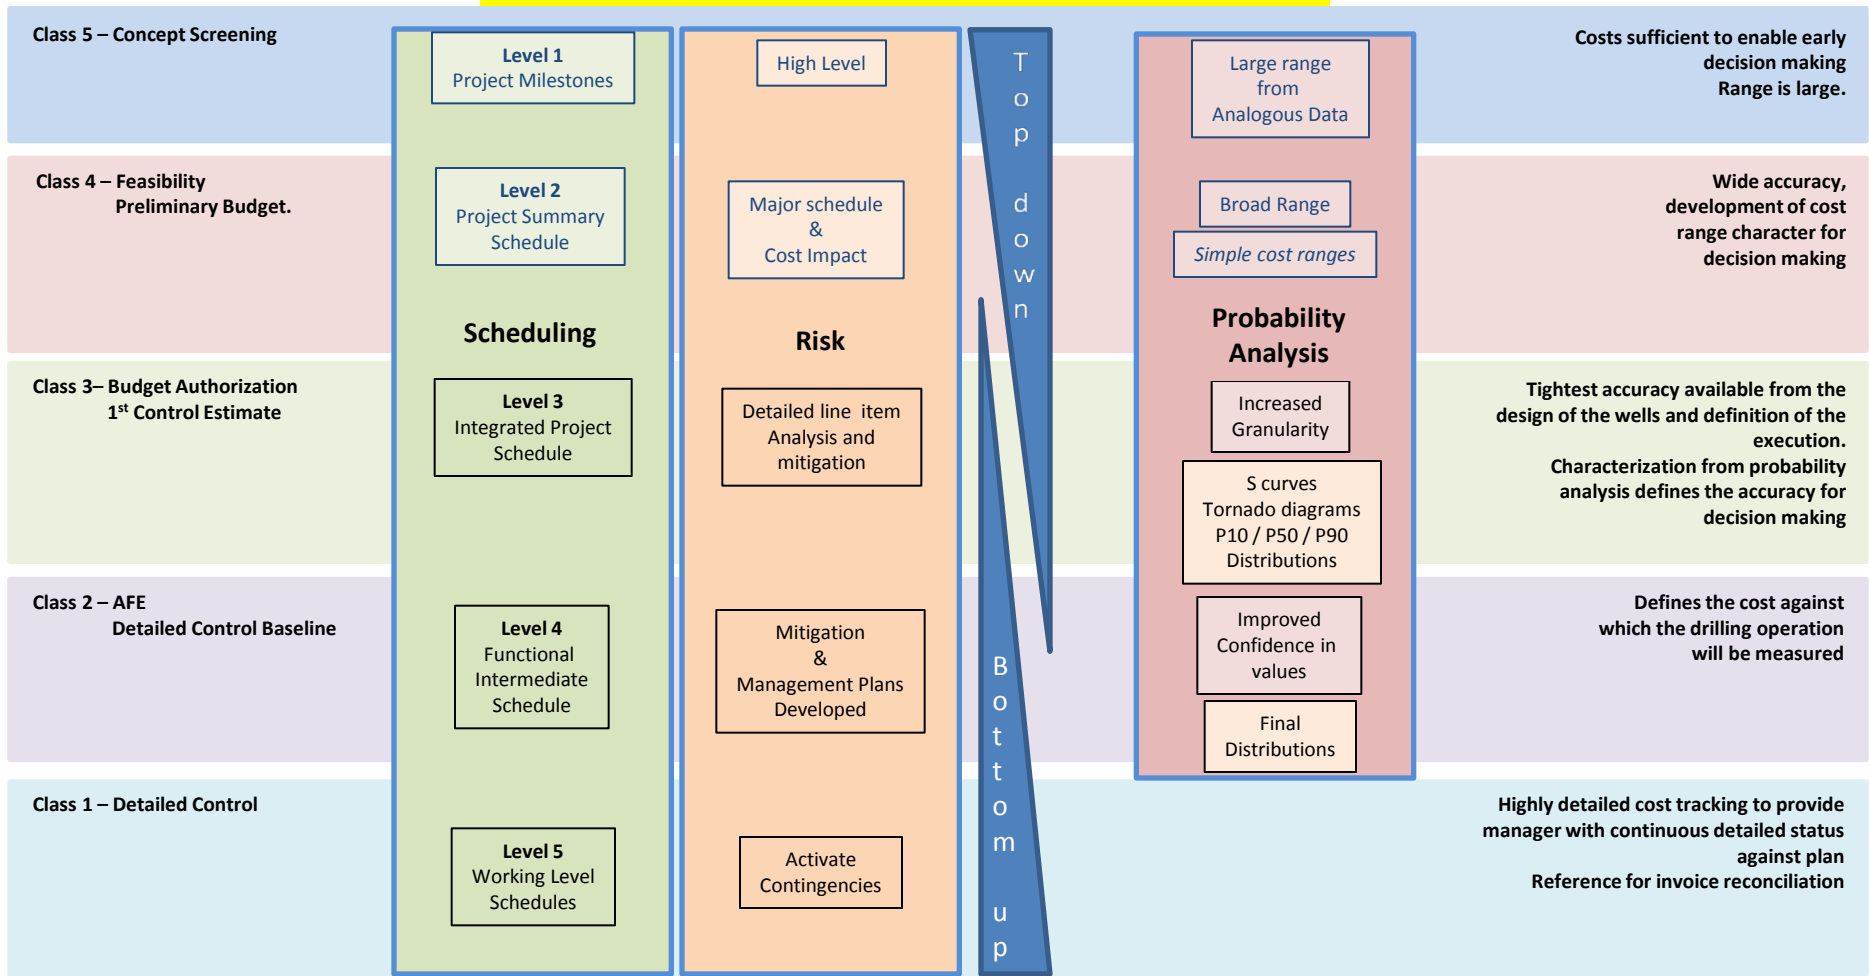 Class 5 – Concept Screening
Level 1
Project Milestones
High Level
Large range
from
Analogous Data
Costs sufficient to enable early
decision making
Range is large.
Top down
Class 4 – Feasibility
Preliminary Budget.
Level 2
Project Summary
Schedule
Major schedule
&
Cost Impact
Broad Range
Simple cost ranges
Wide accuracy,
development of cost
range character for
decision making
Scheduling
Risk
Probability
Analysis
Class 3– Budget Authorization
1st Control Estimate
Level 3
Integrated Project
Schedule
Detailed line item
Analysis and
mitigation
Increased
Granularity
S curves
Tornado diagrams
P10 / P50 / P90
Distributions
Tightest accuracy available from the
design of the wells and definition of the
execution.
Characterization from probability
analysis defines the accuracy for
decision making
Class 2 – AFE
Detailed Control Baseline
Level 4
Functional
Intermediate
Schedule
Mitigation
&
Management Plans
Developed
Bottom up
Improved
Confidence in
values
Final
Distributions
Defines the cost against
which the drilling operation
will be measured
Class 1 – Detailed Control
Level 5
Working Level
Schedules
Activate
Contingencies
Highly detailed cost tracking to provide
manager with continuous detailed status
against plan
Reference for invoice reconciliation